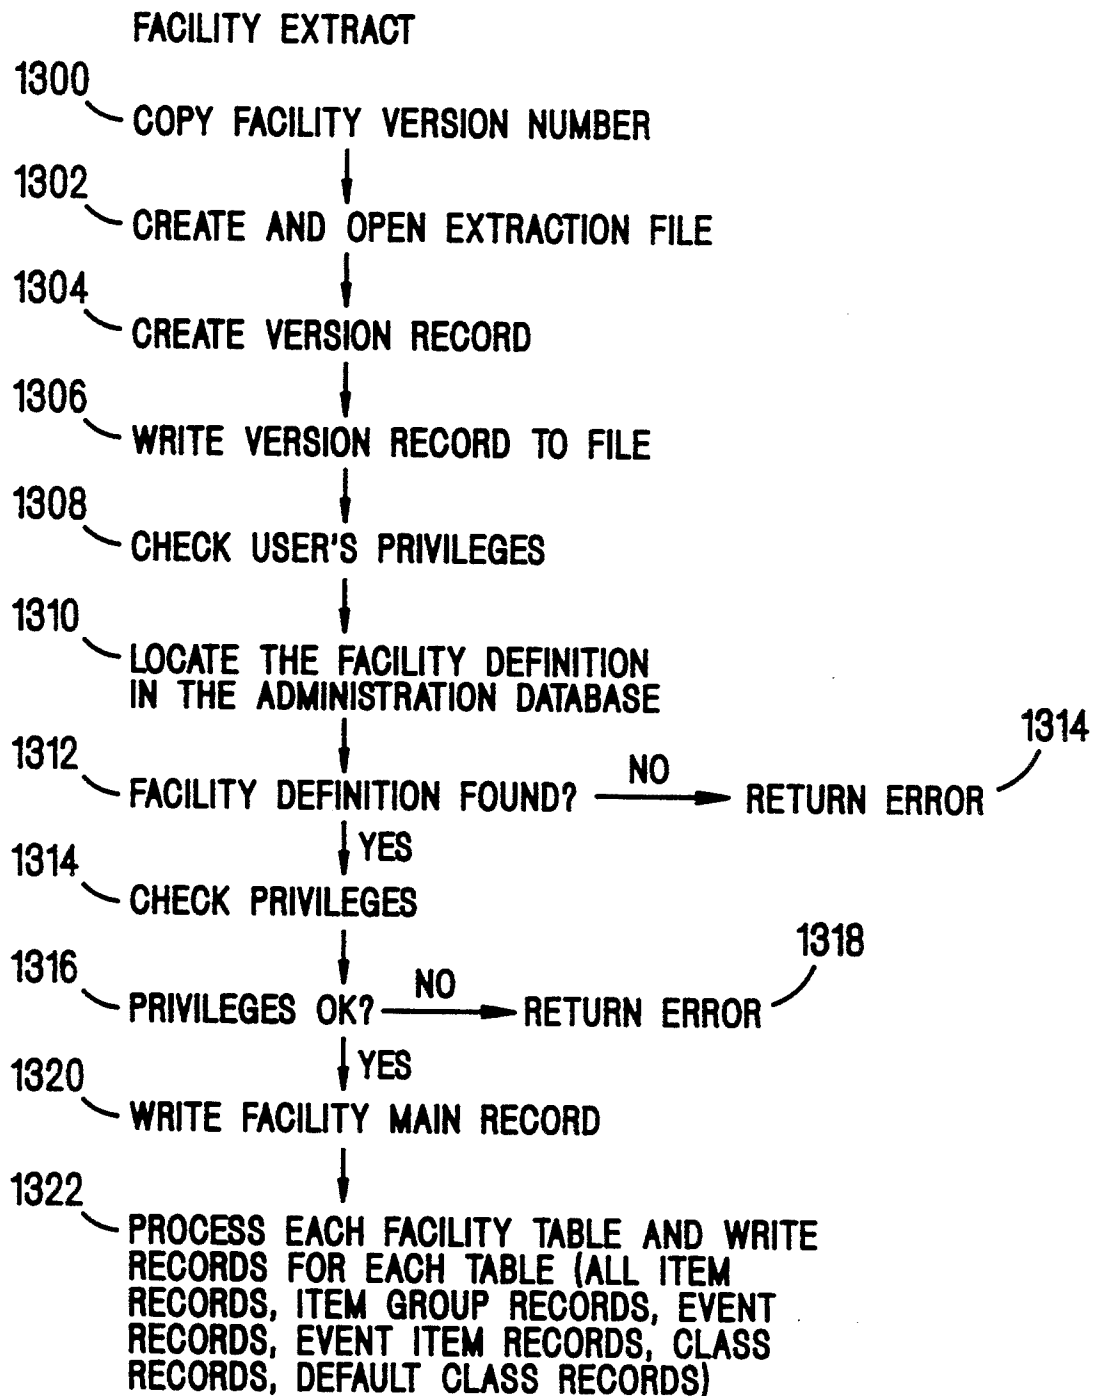 FACILITY EXTRACT
1300
COPY FACILITY VERSION NUMBER
1302
CREATE AND OPEN EXTRACTION FILE
1304
CREATE VERSION RECORD
1306
WRITE VERSION RECORD TO FILE
1308
CHECK USER'S PRIVILEGES
1310
LOCATE THE FACILITY DEFINITION
IN THE ADMINISTRATION DATABASE
1312
FACILITY DEFINITION FOUND?
NO
RETURN ERROR
1314
YES
1314
CHECK PRIVILEGES
1316
PRIVILEGES OK?
NO
RETURN ERROR
1318
YES
1320
WRITE FACILITY MAIN RECORD
1322
PROCESS EACH FACILITY TABLE AND WRITE
RECORDS FOR EACH TABLE (ALL ITEM
RECORDS, ITEM GROUP RECORDS, EVENT
RECORDS, EVENT ITEM RECORDS, CLASS
RECORDS, DEFAULT CLASS RECORDS)